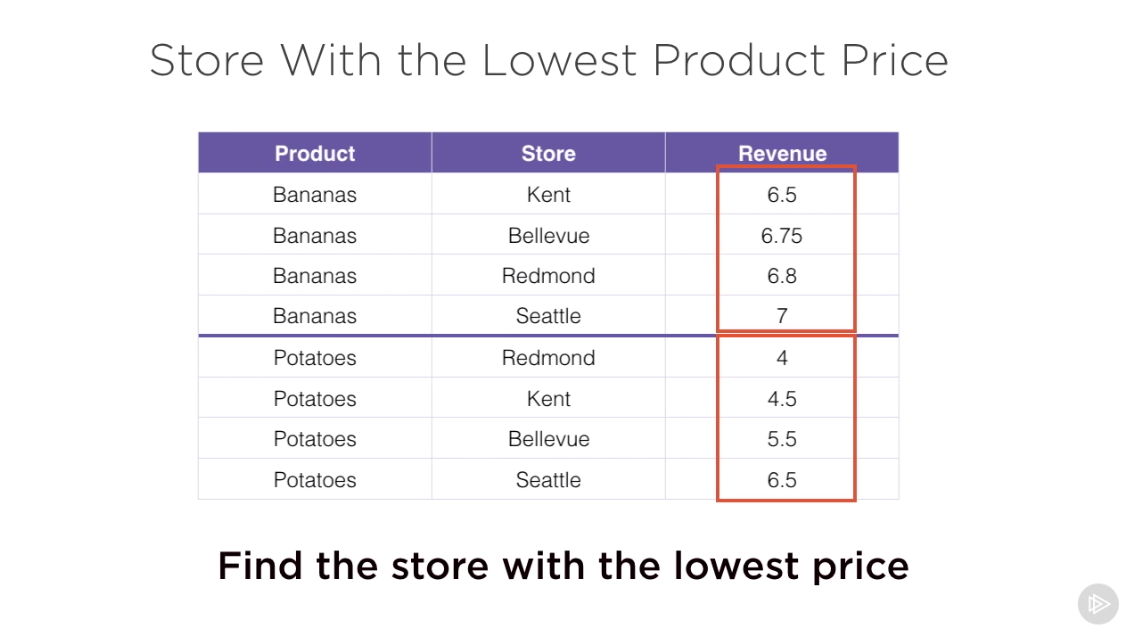 Store With the Lowest Product Price
Product Store Revenue
Bananas Kent 6.5
Bananas Bellevue 6.75
Bananas Redmond 6.8
Bananas Seattle 7
Potatoes Redmond 4
Potatoes Kent 4.5
Potatoes Bellevue 5.5
Potatoes Seattle 6.5
Find the store with the lowest price